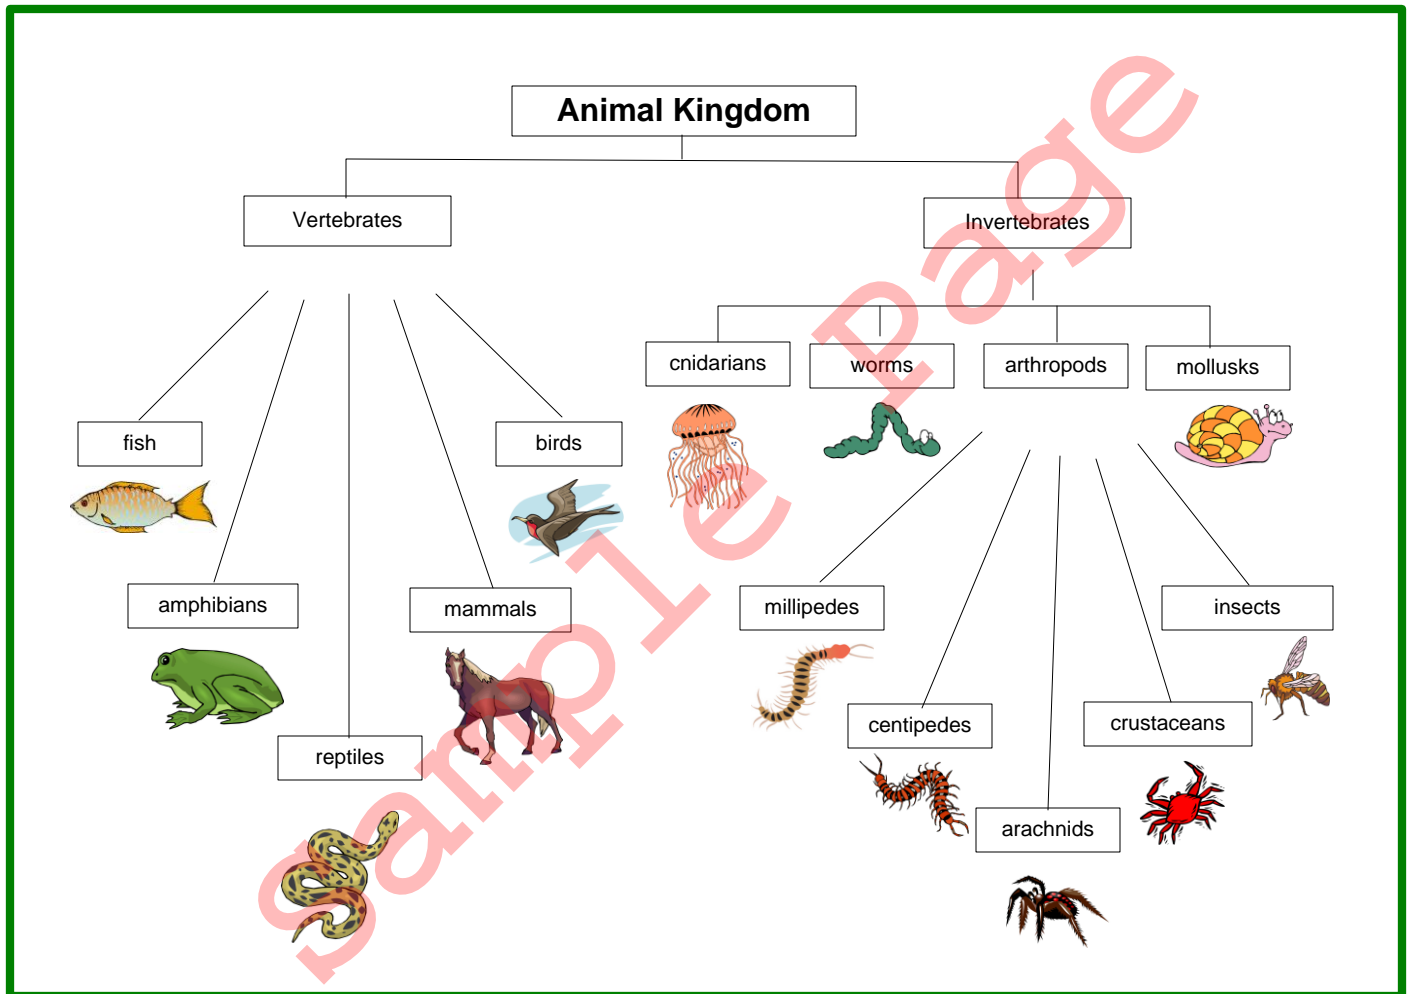 Animal Kingdom
Vertebrates
Invertebrates
cnidarians
worms
arthropods
mollusks
fish
birds
amphibians
mammals
millipedes
insects
reptiles
centipedes
crustaceans
arachnids
Sample Page